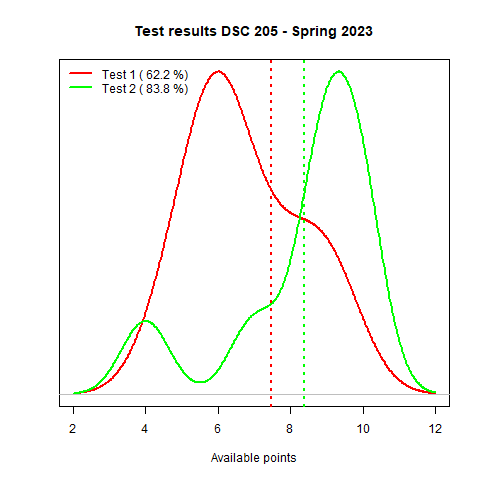 Test results DSC 205 - Spring 2023
Test 1 ( 62.2 %)
Test 2 ( 83.8 %)
2 4 6 8 10 12
Available points